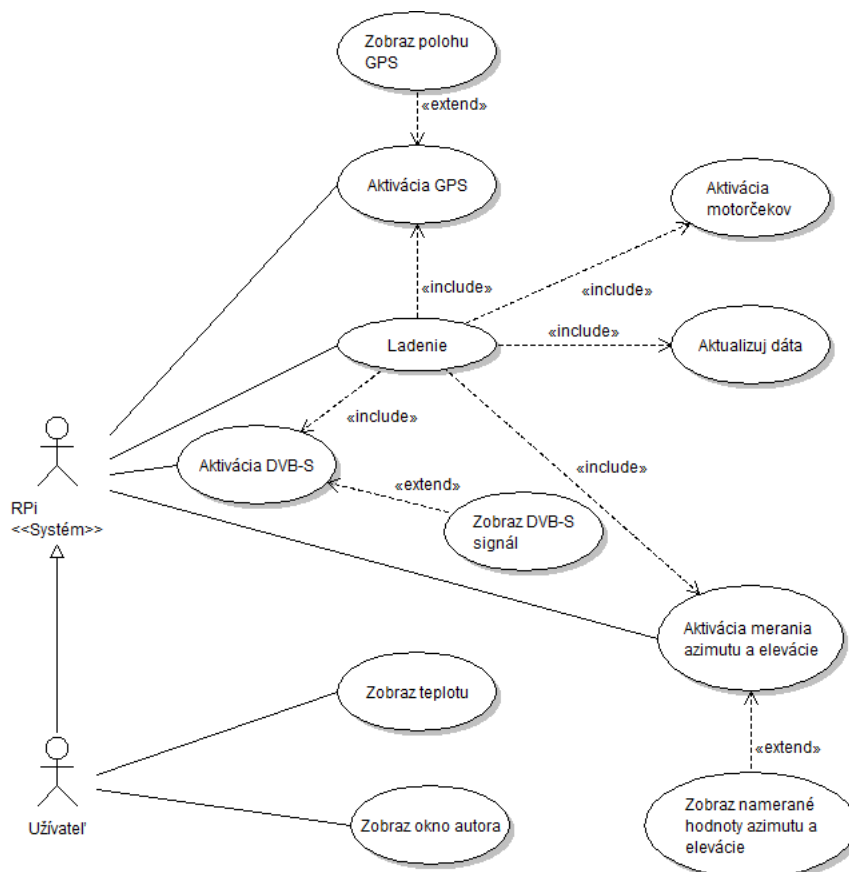 Zobraz polohu
GPS
«extend»
Aktivácia GPS
Aktivácia
motorčekov
«include»
«include»
«include»
Ladenie
Aktualizuj dáta
«include»
Aktivácia DVB-S
«include»
«extend»
Zobraz DVB-S
signál
RPi
<<Systém>>
Aktivácia merania
azimutu a elevácie
Zobraz teplotu
«extend»
Zobraz namerané
hodnoty azimutu a
elevácie
Zobraz okno autora
Užívateľ